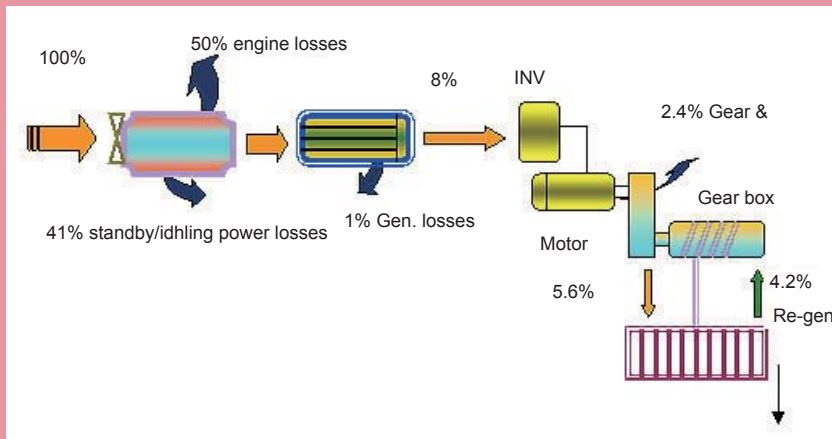 50% engine losses
100%
8%
INV
2.4% Gear &
41% standby/idhling power losses
1% Gen. losses
Gear box
Motor
5.6%
4.2%
Re-gen